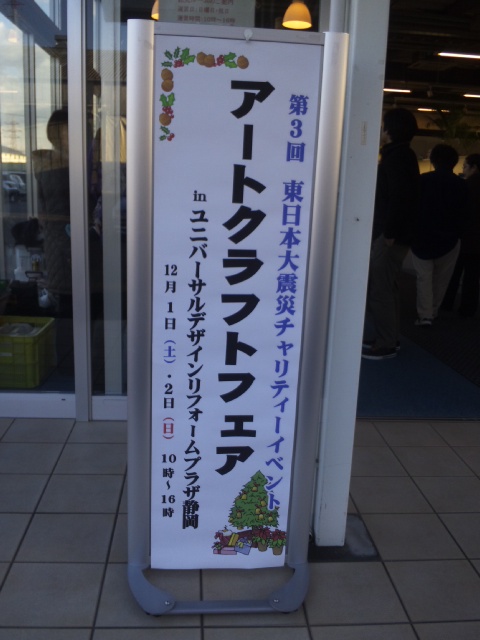 第3回 東日本大震災チャリティーイベント
アートクラフトフェア
in ユニバーサルデザインリフォームプラザ静岡
12月1日(土)・2日(日) 10時~16時